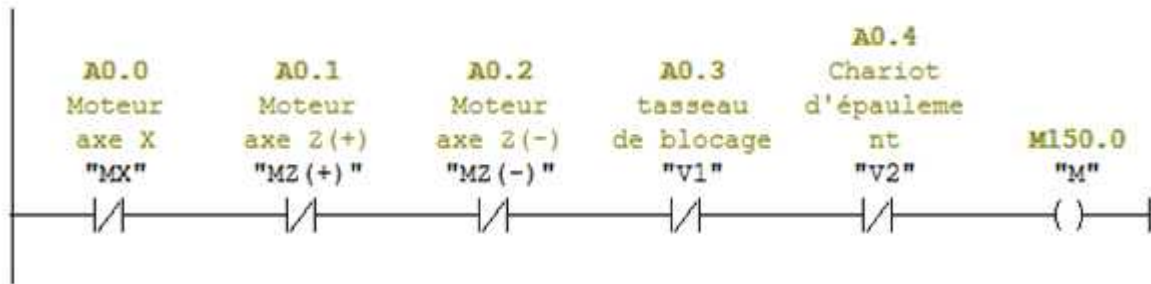 A0.0
Moteur
axe X
"MX"
A0.1
Moteur
axe Z(+)
"MZ(+)"
A0.2
Moteur
axe Z(-)
"MZ(-)"
A0.3
tasseau
de blocage
"V1"
A0.4
Chariot
d'épauleme
nt
"V2"
M150.0
"M"